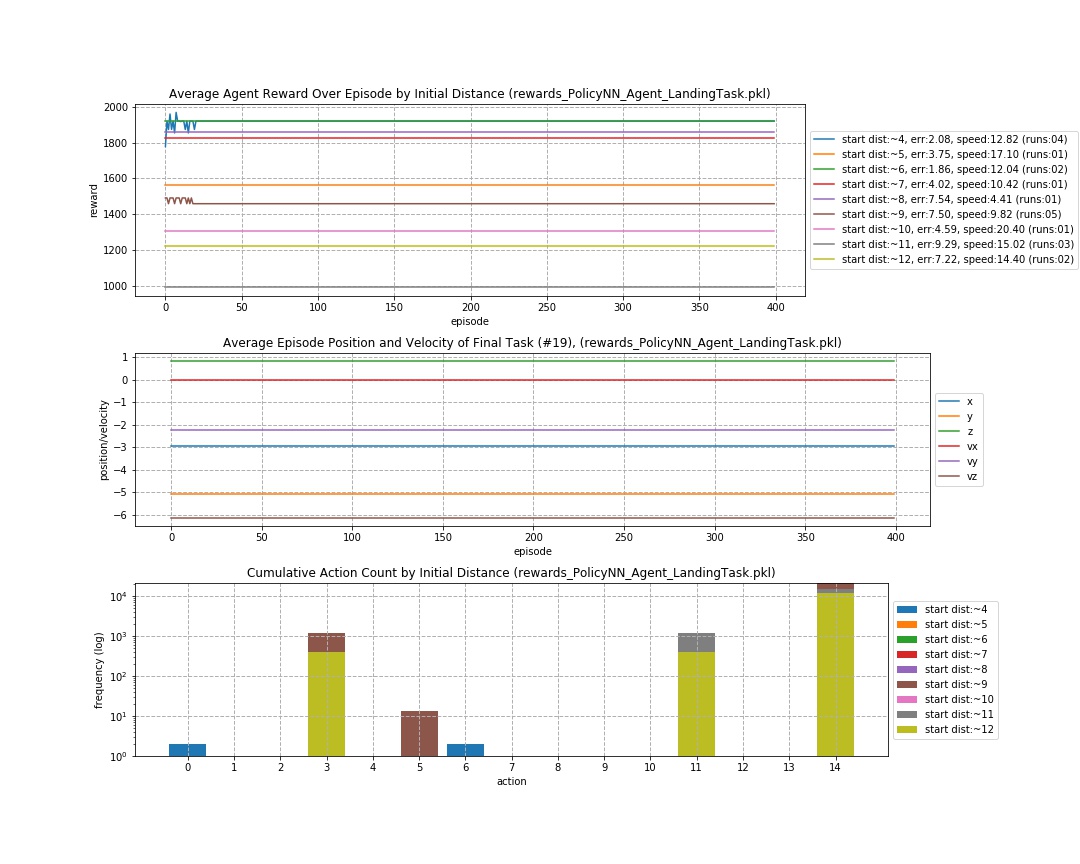 Average Agent Reward Over Episode by Initial Distance (rewards_PolicyNN_Agent_LandingTask.pkl)
reward
2000
1800
1600
1400
1200
1000
0 50 100 150 200 250 300 350 400
episode
start dist:~4, err:2.08, speed:12.82 (runs:04)
start dist:~5, err:3.75, speed:17.10 (runs:01)
start dist:~6, err:1.86, speed:12.04 (runs:02)
start dist:~7, err:4.02, speed:10.42 (runs:01)
start dist:~8, err:7.54, speed:4.41 (runs:01)
start dist:~9, err:7.50, speed:9.82 (runs:05)
start dist:~10, err:4.59, speed:20.40 (runs:01)
start dist:~11, err:9.29, speed:15.02 (runs:03)
start dist:~12, err:7.22, speed:14.40 (runs:02)
Average Episode Position and Velocity of Final Task (#19), (rewards_PolicyNN_Agent_LandingTask.pkl)
position/velocity
1
0
−1
−2
−3
−4
−5
−6
0 50 100 150 200 250 300 350 400
episode
x
y
z
vx
vy
vz
Cumulative Action Count by Initial Distance (rewards_PolicyNN_Agent_LandingTask.pkl)
frequency (log)
10⁴
10³
10²
10¹
10⁰
0 1 2 3 4 5 6 7 8 9 10 11 12 13 14
action
start dist:~4
start dist:~5
start dist:~6
start dist:~7
start dist:~8
start dist:~9
start dist:~10
start dist:~11
start dist:~12